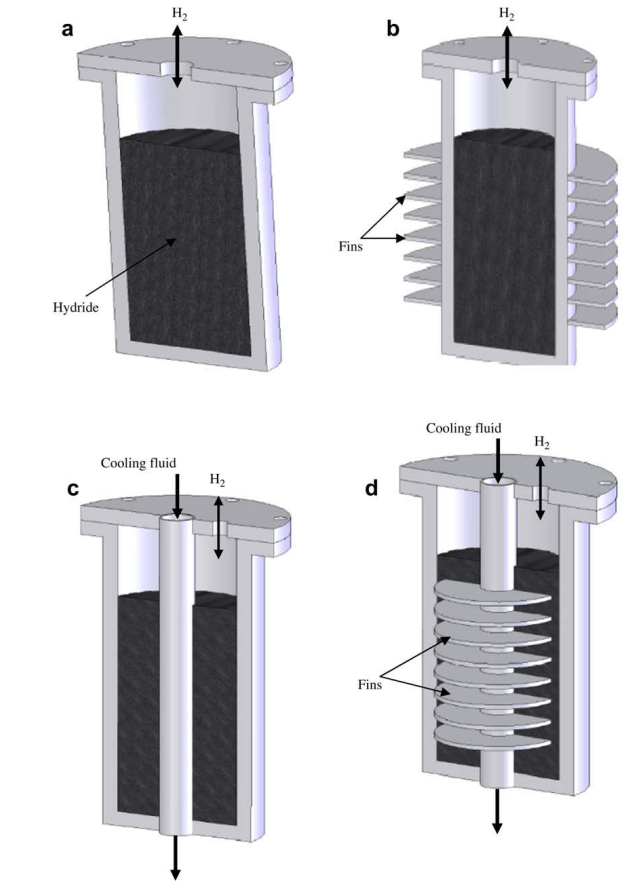 a
H2
Hydride
b
H2
Fins
c
Cooling fluid
H2
d
Cooling fluid
H2
Fins